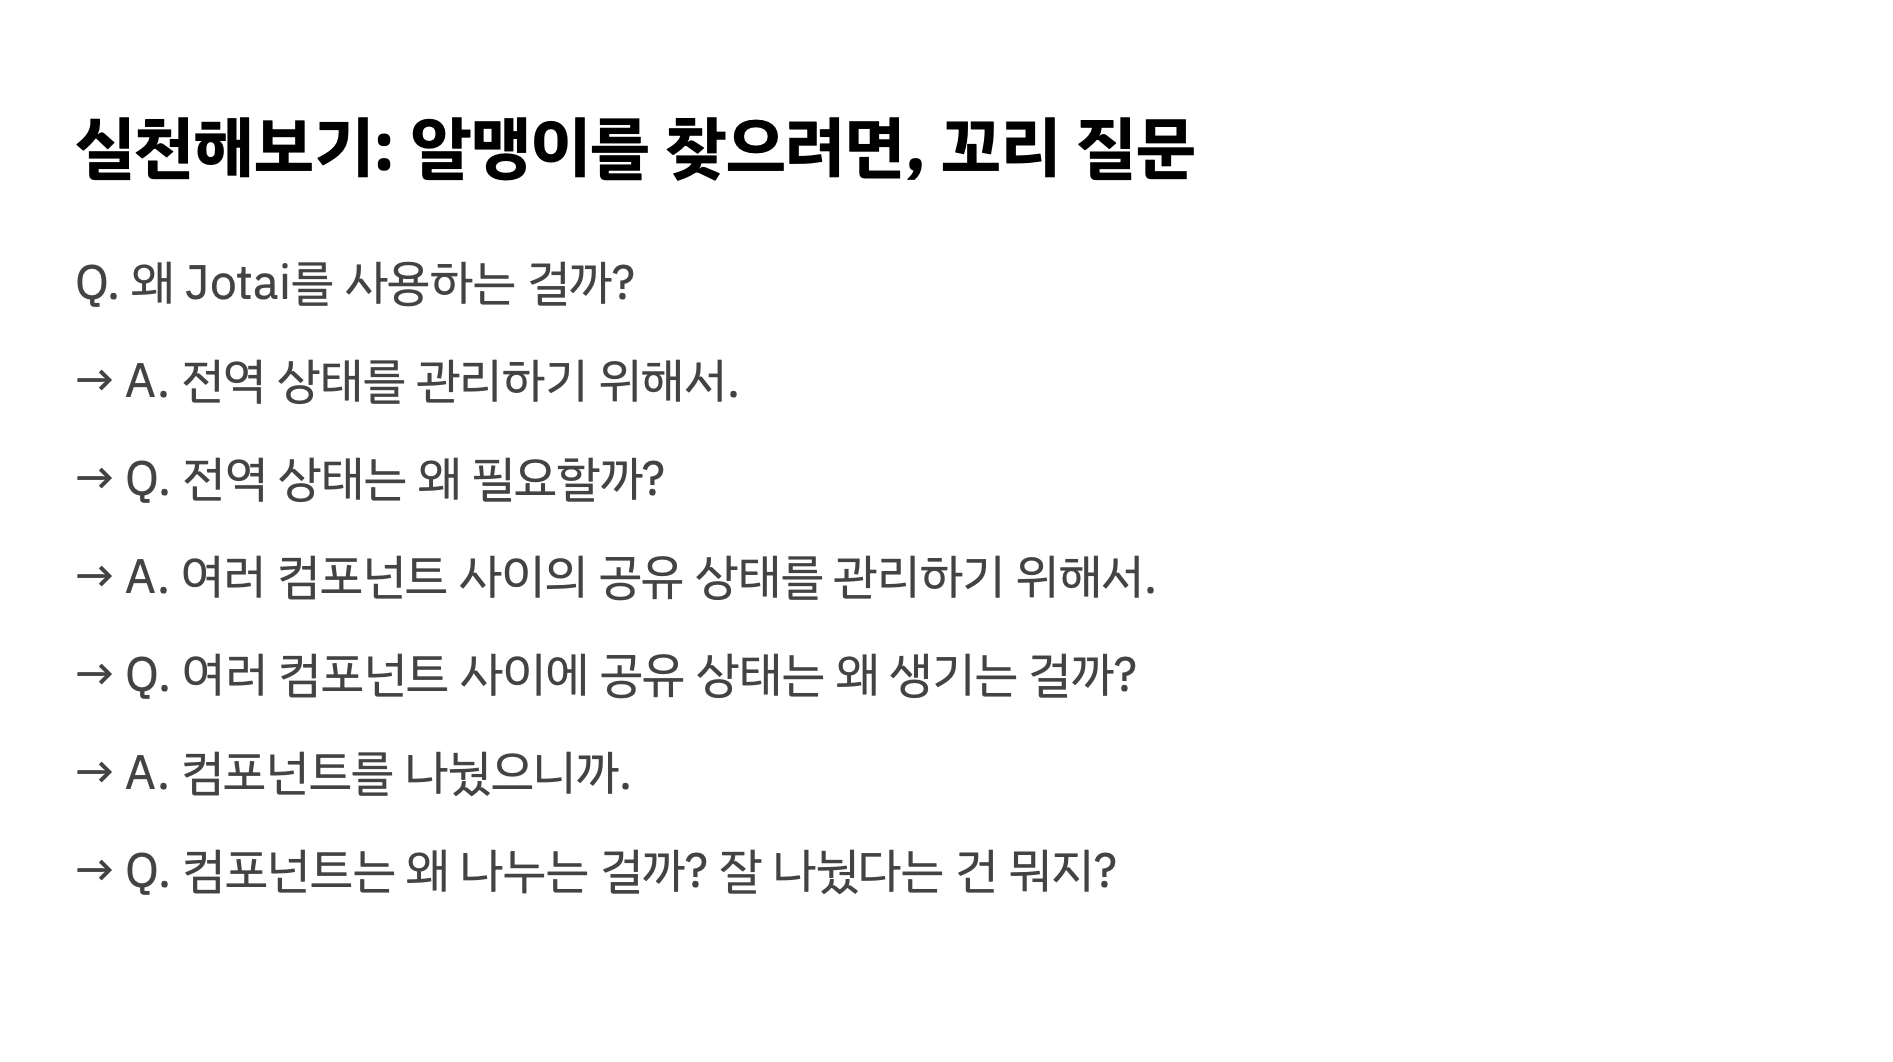 실천해보기: 알맹이를 찾으려면, 꼬리 질문
Q. 왜 Jotai를 사용하는 걸까?
→ A. 전역 상태를 관리하기 위해서.
→ Q. 전역 상태는 왜 필요할까?
→ A. 여러 컴포넌트 사이의 공유 상태를 관리하기 위해서.
→ Q. 여러 컴포넌트 사이에 공유 상태는 왜 생기는 걸까?
→ A. 컴포넌트를 나눴으니까.
→ Q. 컴포넌트는 왜 나누는 걸까? 잘 나눴다는 건 뭐지?